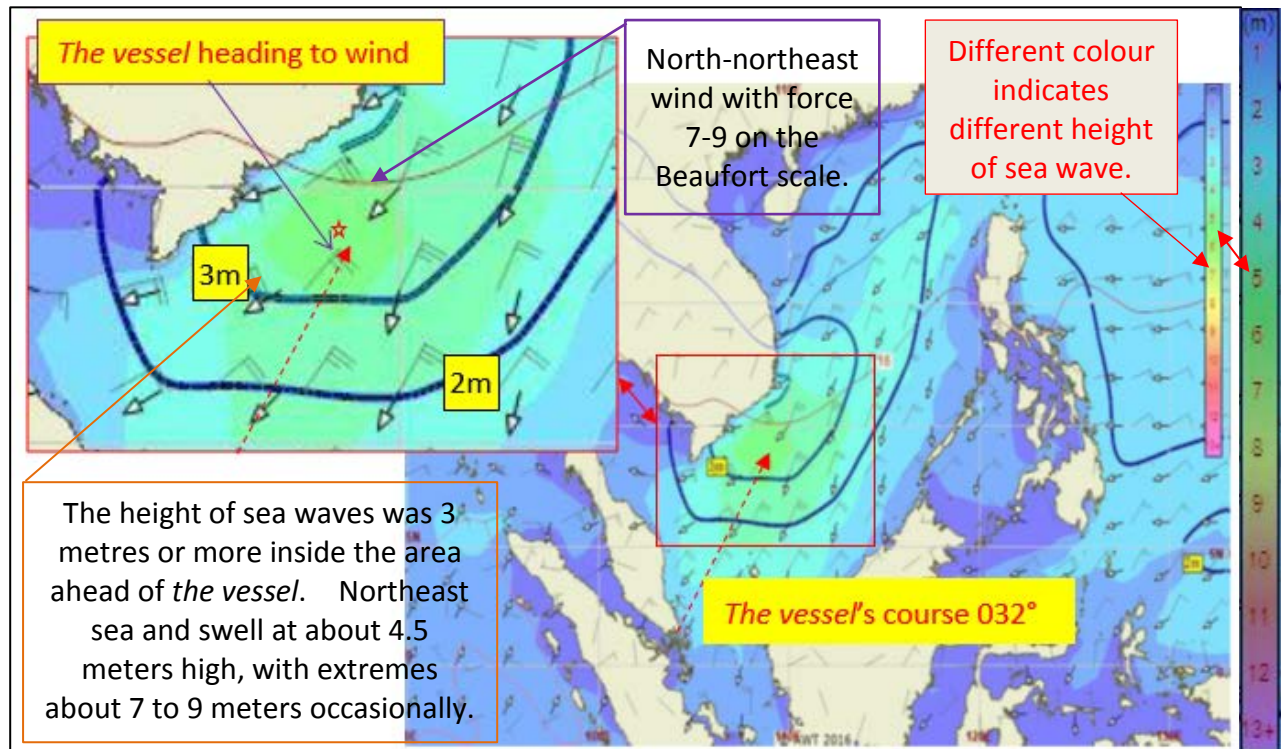 The vessel heading to wind
North-northeast
wind with force
7-9 on the
Beaufort scale.
Different colour
indicates
different height
of sea wave.
(m)
1
2
3
4
5
6
7
8
9
10
11
12
13+
3m
2m
The height of sea waves was 3
metres or more inside the area
ahead of the vessel. Northeast
sea and swell at about 4.5
meters high, with extremes
about 7 to 9 meters occasionally.
The vessel's course 032°
2m
5N
AWT 2016